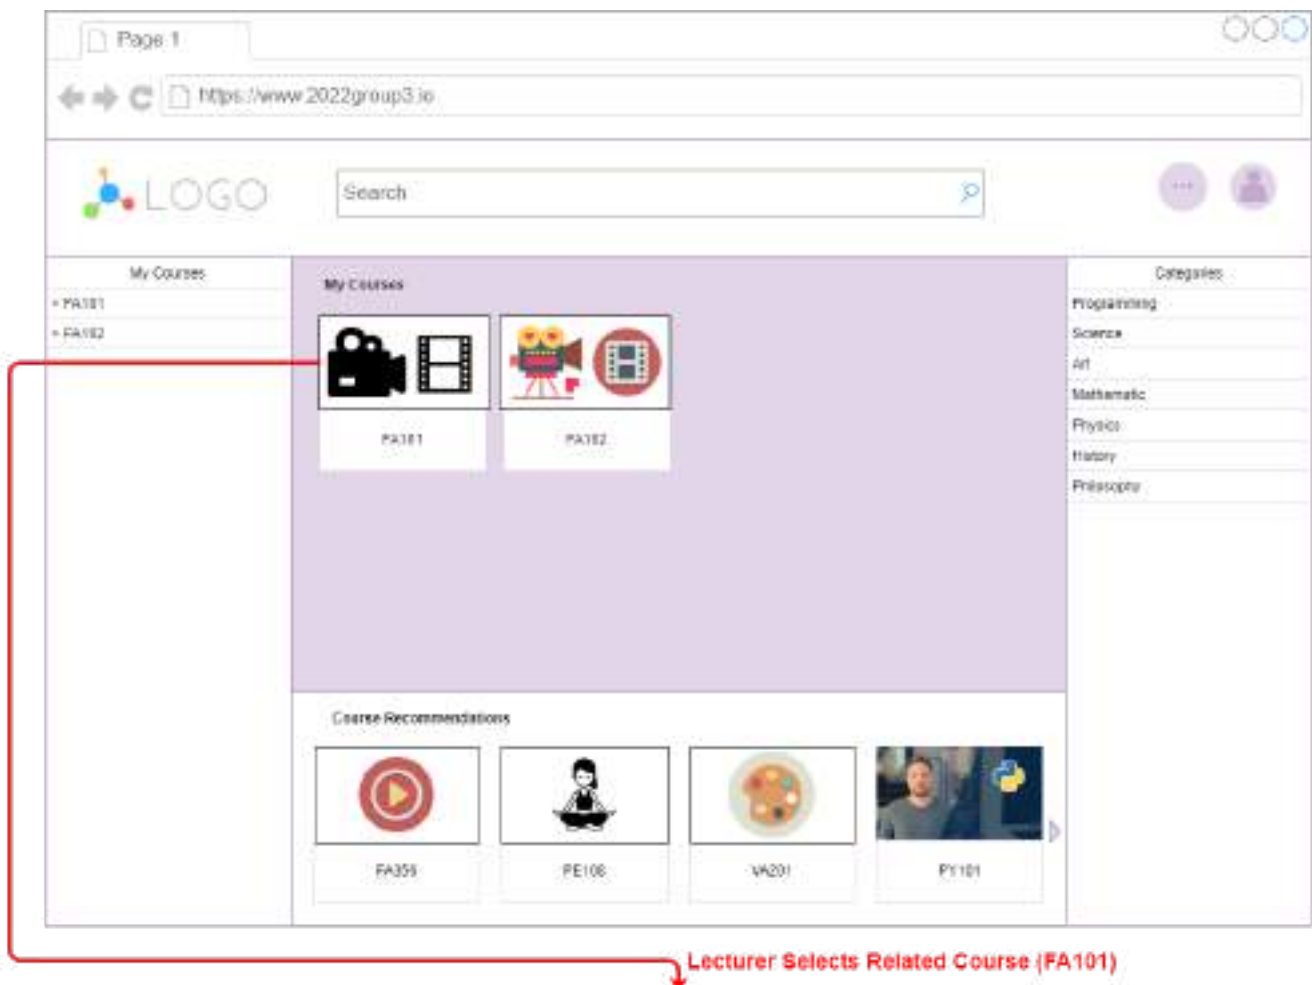 Page 1
https://www.2022group3.io
LOGO
Search
...
My Courses
FA101
FA102
My Courses
FA101
FA102
Categories
Programming
Science
Art
Mathematic
Physics
History
Philosophy
Course Recommendations
FA356
PE108
VA201
PY101
Lecturer Selects Related Course (FA101)